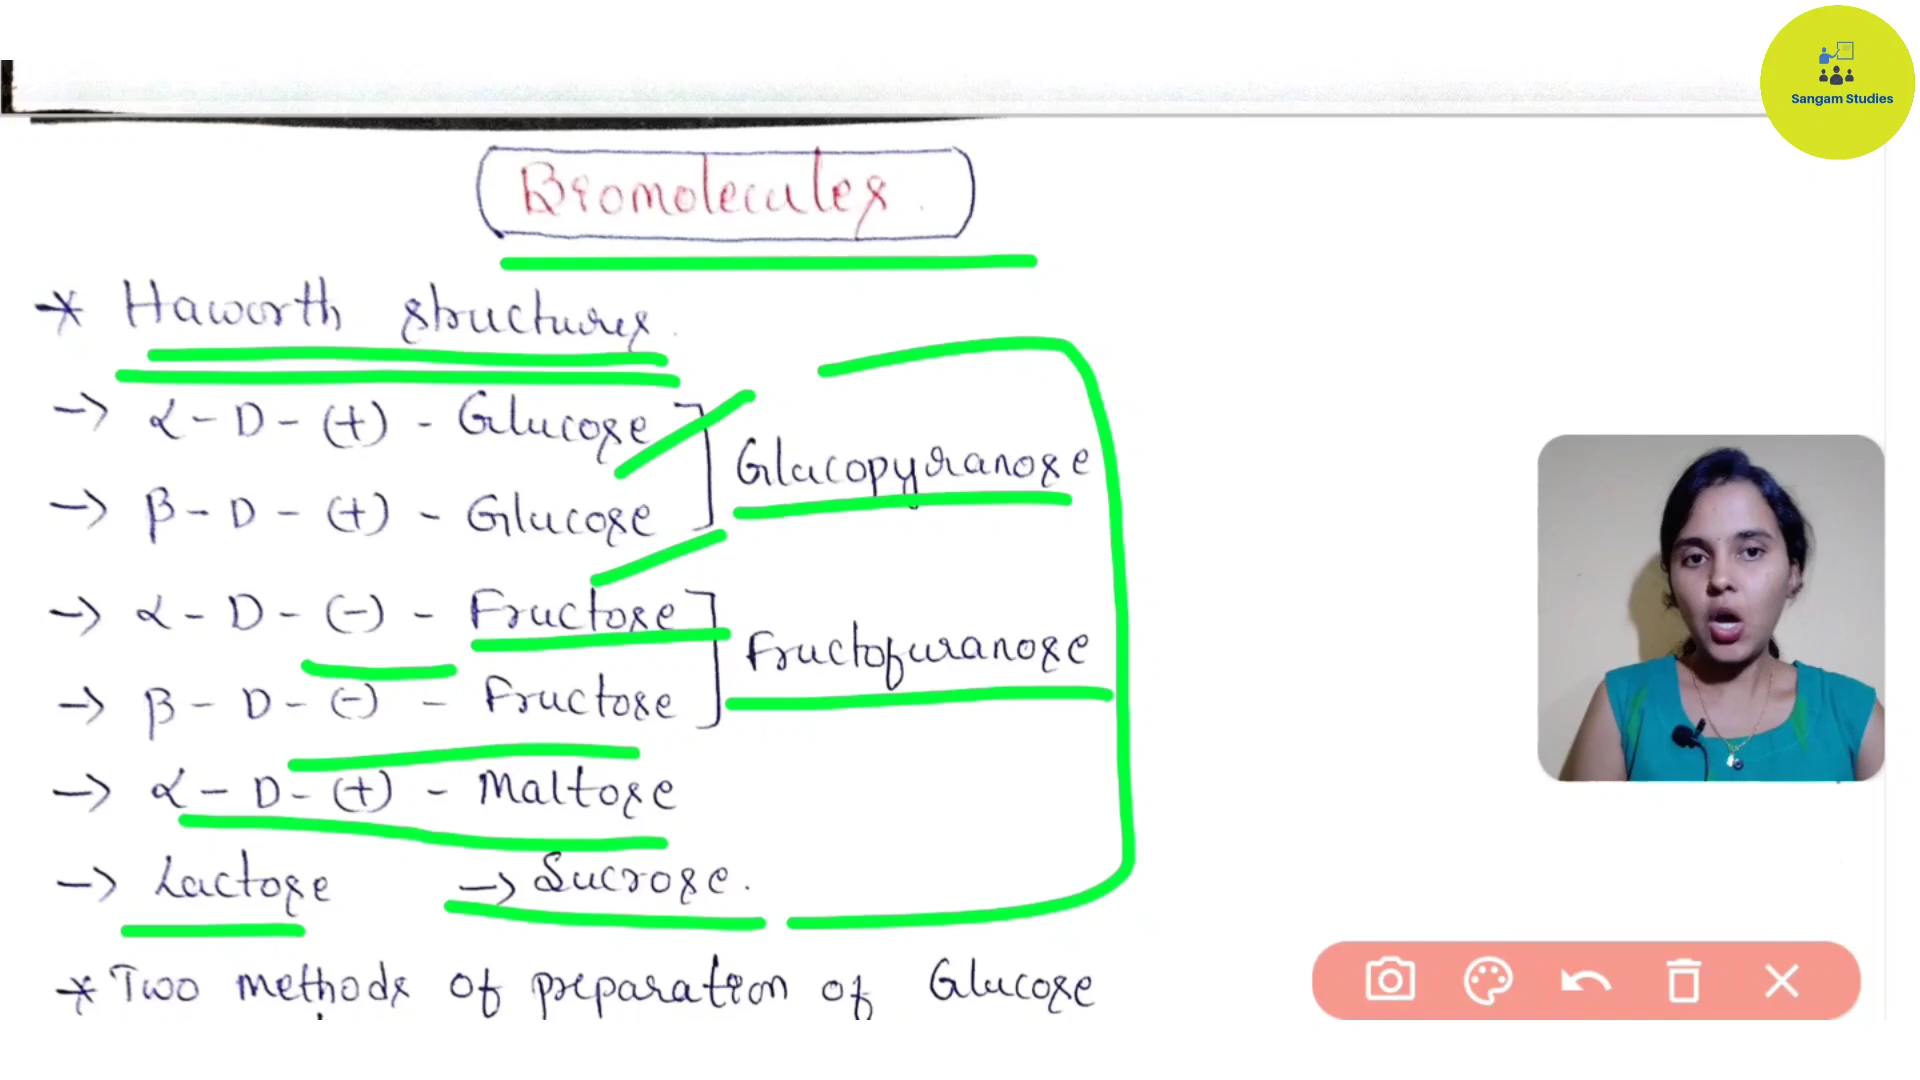 Sangam Studies
Biomolecules.
* Haworth structures.
-> α - D - (+) - Glucose
-> β - D - (+) - Glucose
Glucopyranose
-> α - D - (-) - Fructose
-> β - D - (-) - Fructose
Fructofuranose
-> α - D - (+) - Maltose
-> Lactose -> Sucrose.
* Two methods of preparation of Glucose